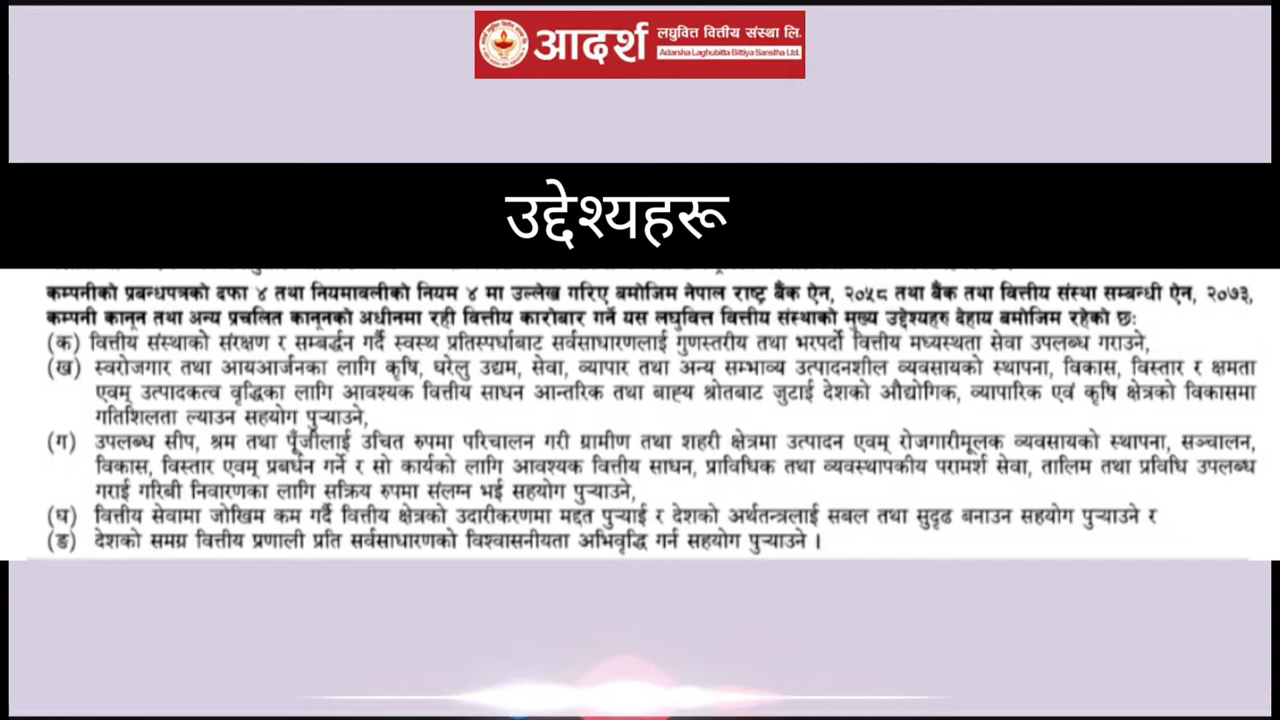 आदर्श लघुवित्त वित्तीय संस्था लि.
Adarsha Laghubitta Bittiya Sanstha Ltd.
उद्देश्यहरू
कम्पनीको प्रबन्धपत्रको दफा ४ तथा नियमावलीको नियम ४ मा उल्लेख गरिए बमोजिम नेपाल राष्ट्र बैंक ऐन, २०५८ तथा बैंक तथा वित्तीय संस्था सम्बन्धी ऐन, २०७३,
कम्पनी कानून तथा अन्य प्रचलित कानूनको अधीनमा रही वित्तीय कारोबार गर्ने यस लघुवित्त वित्तीय संस्थाको मुख्य उद्देश्यहरु देहाय बमोजिम रहेको छ:
(क) वित्तीय संस्थाको संरक्षण र सम्बर्द्धन गर्दै स्वस्थ प्रतिस्पर्धाबाट सर्वसाधारणलाई गुणस्तरीय तथा भरपर्दो वित्तीय मध्यस्थता सेवा उपलब्ध गराउने,
(ख) स्वरोजगार तथा आयआर्जनका लागि कृषि, घरेलु उद्यम, सेवा, व्यापार तथा अन्य सम्भाव्य उत्पादनशील व्यवसायको स्थापना, विकास, विस्तार र क्षमता
एवम् उत्पादकत्व वृद्धिका लागि आवश्यक वित्तीय साधन आन्तरिक तथा बाह्य श्रोतबाट जुटाई देशको औद्योगिक, व्यापारिक एवं कृषि क्षेत्रको विकासमा
गतिशिलता ल्याउन सहयोग पुऱ्याउने,
(ग) उपलब्ध सीप, श्रम तथा पूँजीलाई उचित रुपमा परिचालन गरी ग्रामीण तथा शहरी क्षेत्रमा उत्पादन एवम् रोजगारीमूलक व्यवसायको स्थापना, सञ्चालन,
विकास, विस्तार एवम् प्रबर्धन गर्ने र सो कार्यको लागि आवश्यक वित्तीय साधन, प्राविधिक तथा व्यवस्थापकीय परामर्श सेवा, तालिम तथा प्रविधि उपलब्ध
गराई गरिबी निवारणका लागि सक्रिय रुपमा संलग्न भई सहयोग पुऱ्याउने,
(घ) वित्तीय सेवामा जोखिम कम गर्दै वित्तीय क्षेत्रको उदारीकरणमा मद्दत पुऱ्याई र देशको अर्थतन्त्रलाई सबल तथा सुदृढ बनाउन सहयोग पुऱ्याउने र
(ङ) देशको समग्र वित्तीय प्रणाली प्रति सर्वसाधारणको विश्वासनीयता अभिवृद्धि गर्न सहयोग पुऱ्याउने ।